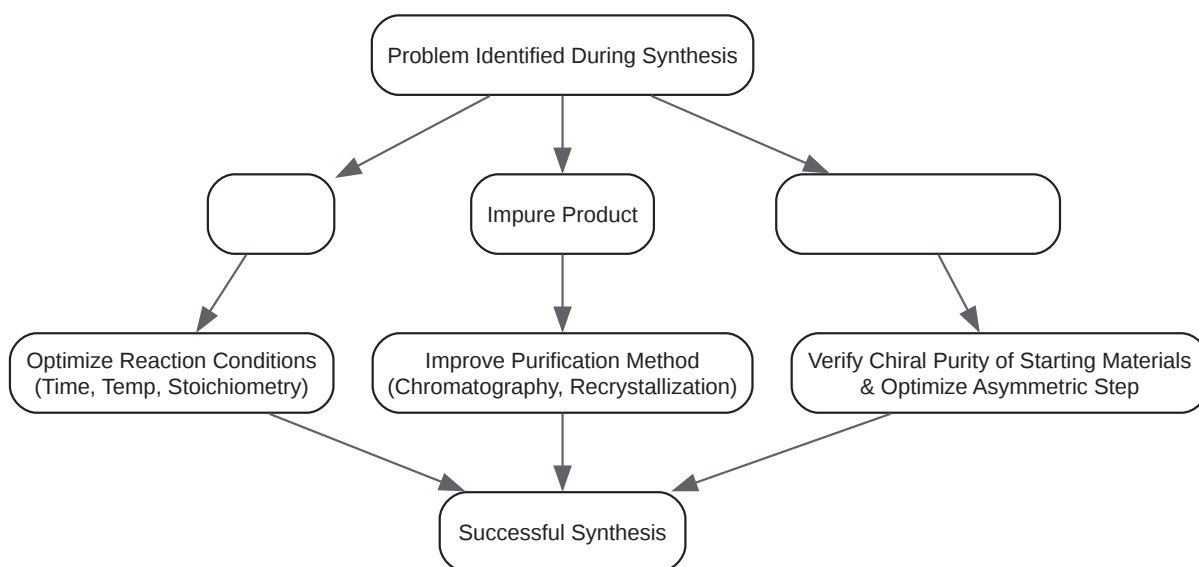 Problem Identified During Synthesis
Impure Product
Optimize Reaction Conditions
(Time, Temp, Stoichiometry)
Improve Purification Method
(Chromatography, Recrystallization)
Verify Chiral Purity of Starting Materials
& Optimize Asymmetric Step
Successful Synthesis